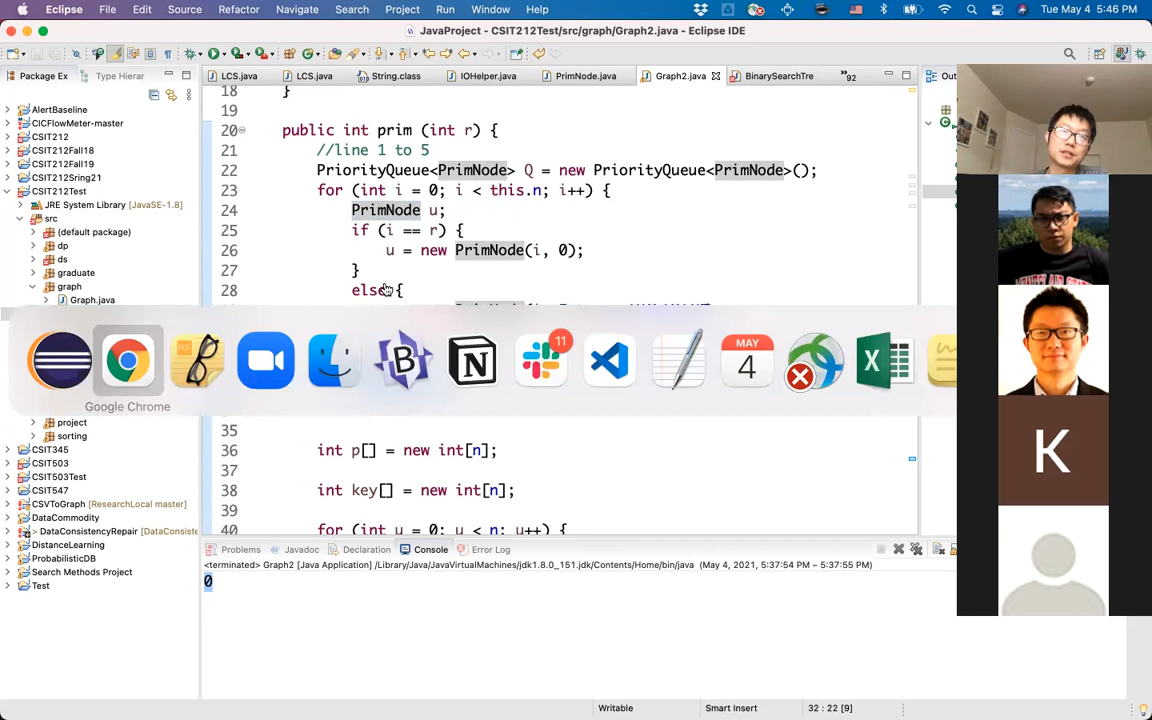 Eclipse File Edit Source Refactor Navigate Search Project Run Window Help Tue May 4 5:46 PM
JavaProject - CSIT212Test/src/graph/Graph2.java - Eclipse IDE
Package Ex Type Hierar LCS.java LCS.java String.class IOHelper.java PrimNode.java Graph2.java BinarySearchTre »92 Out
AlertBaseline
CICFlowMeter-master
CSIT212
CSIT212Fall18
CSIT212Fall19
CSIT212Sring21
CSIT212Test
JRE System Library [JavaSE-1.8]
src
(default package)
dp
ds
graduate
graph
Graph.java
project
sorting
CSIT345
CSIT503
CSIT503Test
CSIT547
CSVToGraph [ResearchLocal master]
DataCommodity
> DataConsistencyRepair [DataConsiste
DistanceLearning
ProbabilisticDB
Search Methods Project
Test
18 }
19
20 public int prim (int r) {
21 //line 1 to 5
22 PriorityQueue<PrimNode> Q = new PriorityQueue<PrimNode>();
23 for (int i = 0; i < this.n; i++) {
24 PrimNode u;
25 if (i == r) {
26 u = new PrimNode(i, 0);
27 }
28 else {
11
MAY
4
Google Chrome
35
36 int p[] = new int[n];
37
38 int key[] = new int[n];
39
40 for (int u = 0; u < n; u++) {
Problems Javadoc Declaration Console Error Log
<terminated> Graph2 [Java Application] /Library/Java/JavaVirtualMachines/jdk1.8.0_151.jdk/Contents/Home/bin/java (May 4, 2021, 5:37:54 PM – 5:37:55 PM)
0
K
Writable Smart Insert 32 : 22 [9]